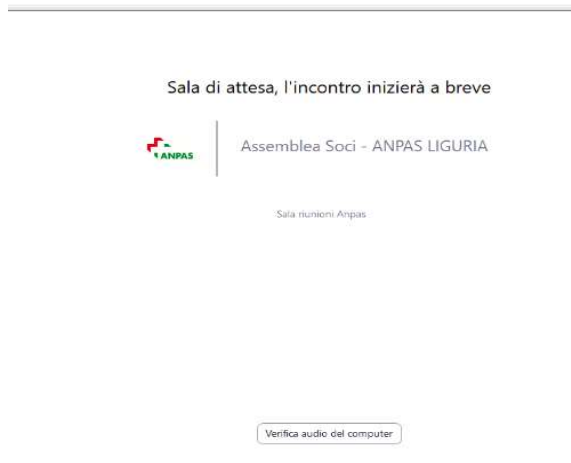 Sala di attesa, l'incontro inizierà a breve
ANPAS
Assemblea Soci - ANPAS LIGURIA
Sala riunioni Anpas
Verifica audio del computer